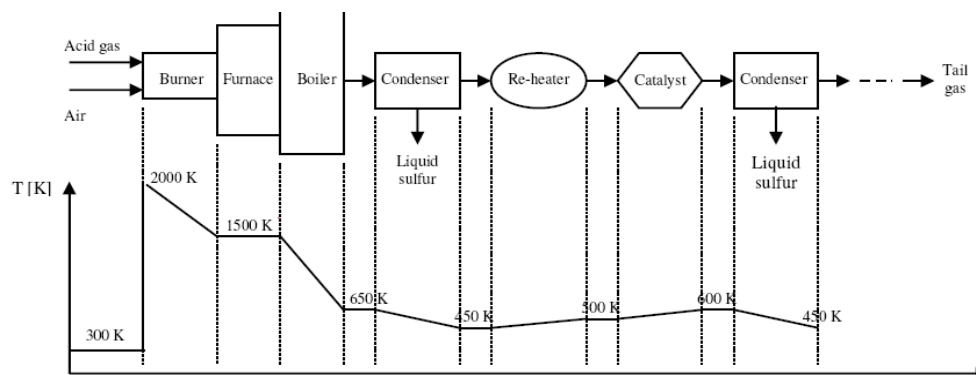 Acid gas
Air
Burner
Furnace
Boiler
Condenser
Re-heater
Catalyst
Condenser
Tail
gas
Liquid
sulfur
Liquid
sulfur
T [K]
2000 K
1500 K
300 K
650 K
450 K
500 K
600 K
450 K